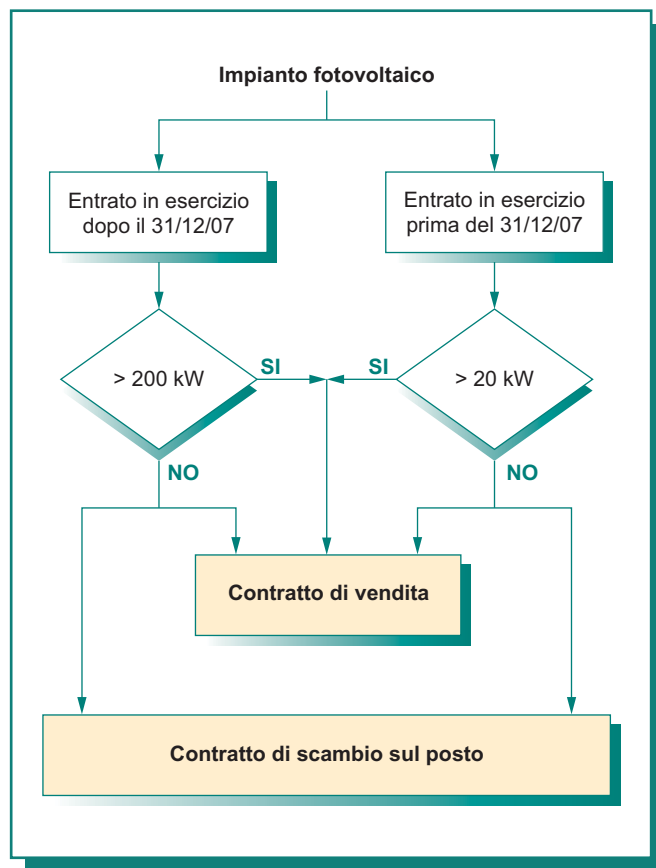 Impianto fotovoltaico
Entrato in esercizio
dopo il 31/12/07
Entrato in esercizio
prima del 31/12/07
> 200 kW
SI
SI
> 20 kW
NO
NO
Contratto di vendita
Contratto di scambio sul posto